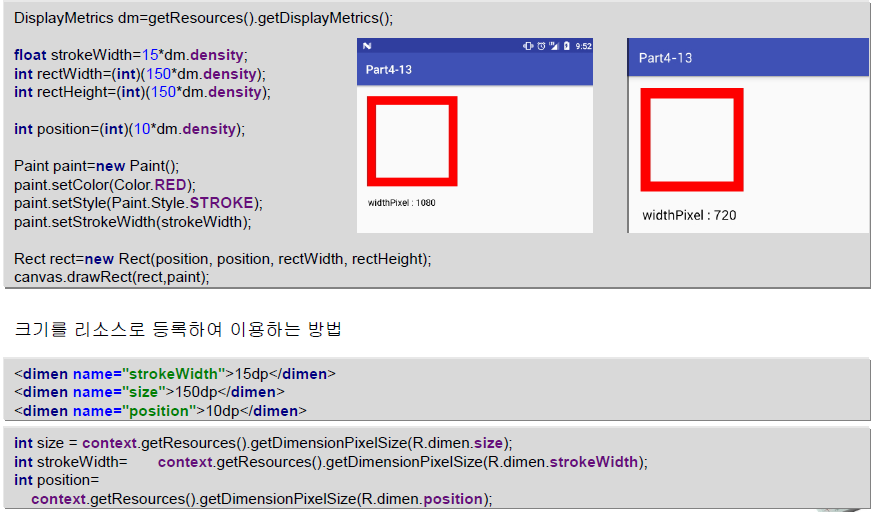 DisplayMetrics dm=getResources().getDisplayMetrics();
float strokeWidth=15*dm.density;
int rectWidth=(int)(150*dm.density);
int rectHeight=(int)(150*dm.density);
int position=(int)(10*dm.density);
Paint paint=new Paint();
paint.setColor(Color.RED);
paint.setStyle(Paint.Style.STROKE);
paint.setStrokeWidth(strokeWidth);
Rect rect=new Rect(position, position, rectWidth, rectHeight);
canvas.drawRect(rect,paint);
9:52
Part4-13
widthPixel : 1080
Part4-13
widthPixel : 720
크기를 리소스로 등록하여 이용하는 방법
<dimen name="strokeWidth">15dp</dimen>
<dimen name="size">150dp</dimen>
<dimen name="position">10dp</dimen>
int size = context.getResources().getDimensionPixelSize(R.dimen.size);
int strokeWidth= context.getResources().getDimensionPixelSize(R.dimen.strokeWidth);
int position=
context.getResources().getDimensionPixelSize(R.dimen.position);